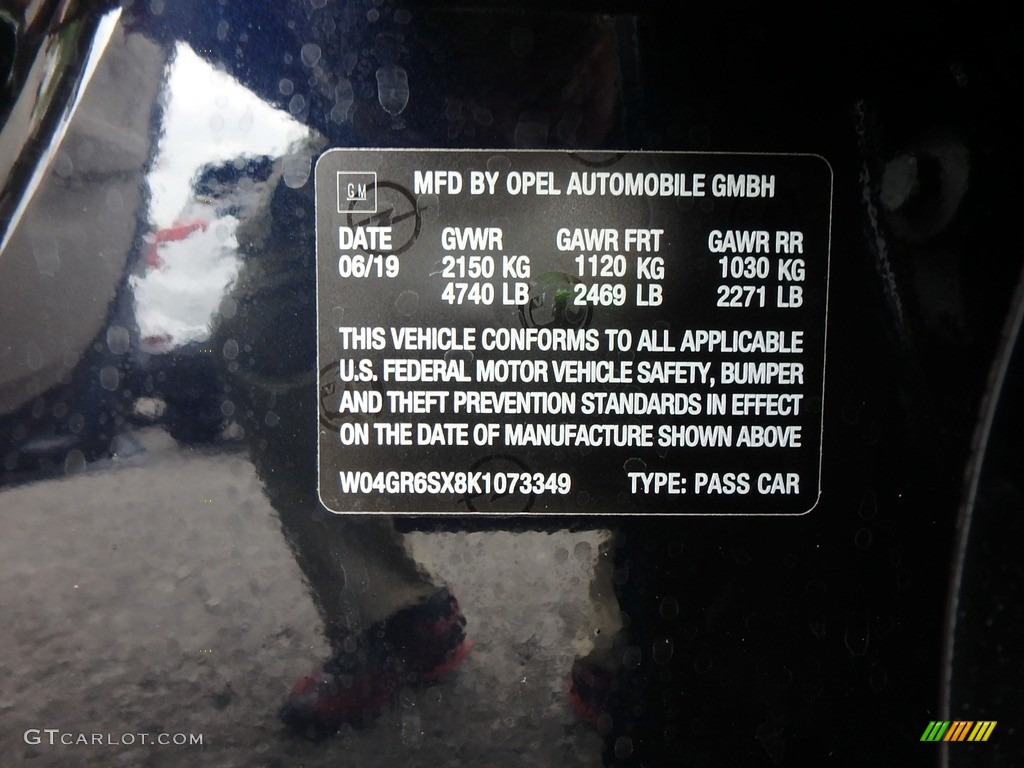 GM MFD BY OPEL AUTOMOBILE GMBH
DATE GVWR GAWR FRT GAWR RR
06/19 2150 KG 1120 KG 1030 KG
4740 LB 2469 LB 2271 LB
THIS VEHICLE CONFORMS TO ALL APPLICABLE
U.S. FEDERAL MOTOR VEHICLE SAFETY, BUMPER
AND THEFT PREVENTION STANDARDS IN EFFECT
ON THE DATE OF MANUFACTURE SHOWN ABOVE
W04GR6SX8K1073349 TYPE: PASS CAR
GTCARLOT.COM